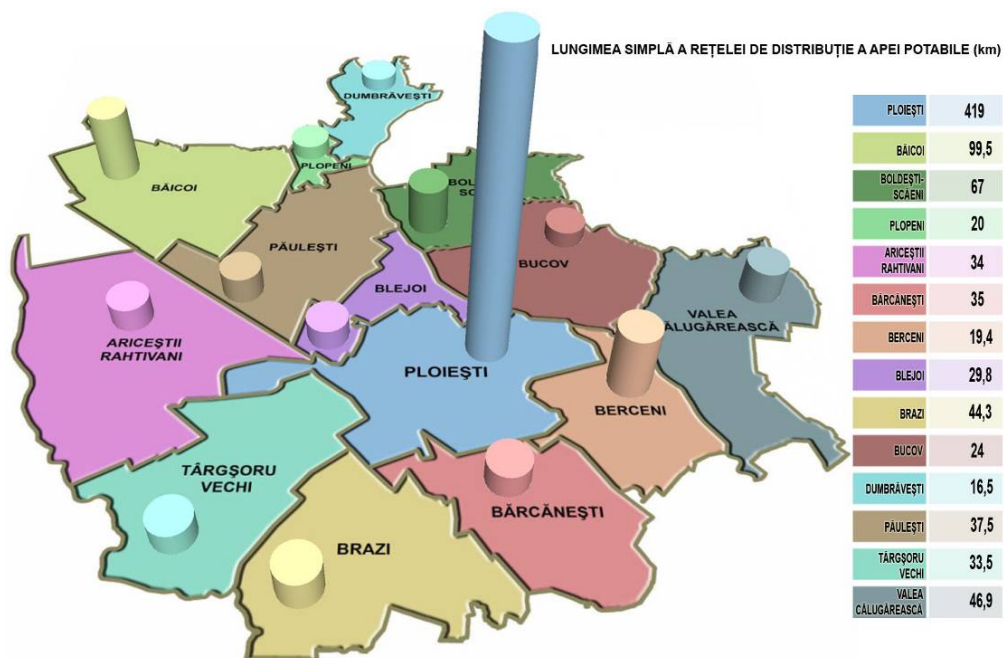 LUNGIMEA SIMPLĂ A REȚELEI DE DISTRIBUȚIE A APEI POTABILE (km)
DUMBRĂVEȘTI
PLOPENI
BĂICOI
BOLD
SC
PĂULEȘTI
BUCOV
BLEJOI
VALEA
ĂLUGĂREASCĂ
ARICEȘTII
RAHTIVANI
PLOIEȘTI
BERCENI
TÂRGȘORU
VECHI
BĂRCĂNEȘTI
BRAZI
PLOIEȘTI 419
BĂICOI 99,5
BOLDEȘTI-
SCĂENI 67
PLOPENI 20
ARICEȘTII
RAHTIVANI 34
BĂRCĂNEȘTI 35
BERCENI 19,4
BLEJOI 29,8
BRAZI 44,3
BUCOV 24
DUMBRĂVEȘTI 16,5
PĂULEȘTI 37,5
TÂRGȘORU
VECHI 33,5
VALEA
CĂLUGĂREASCĂ 46,9